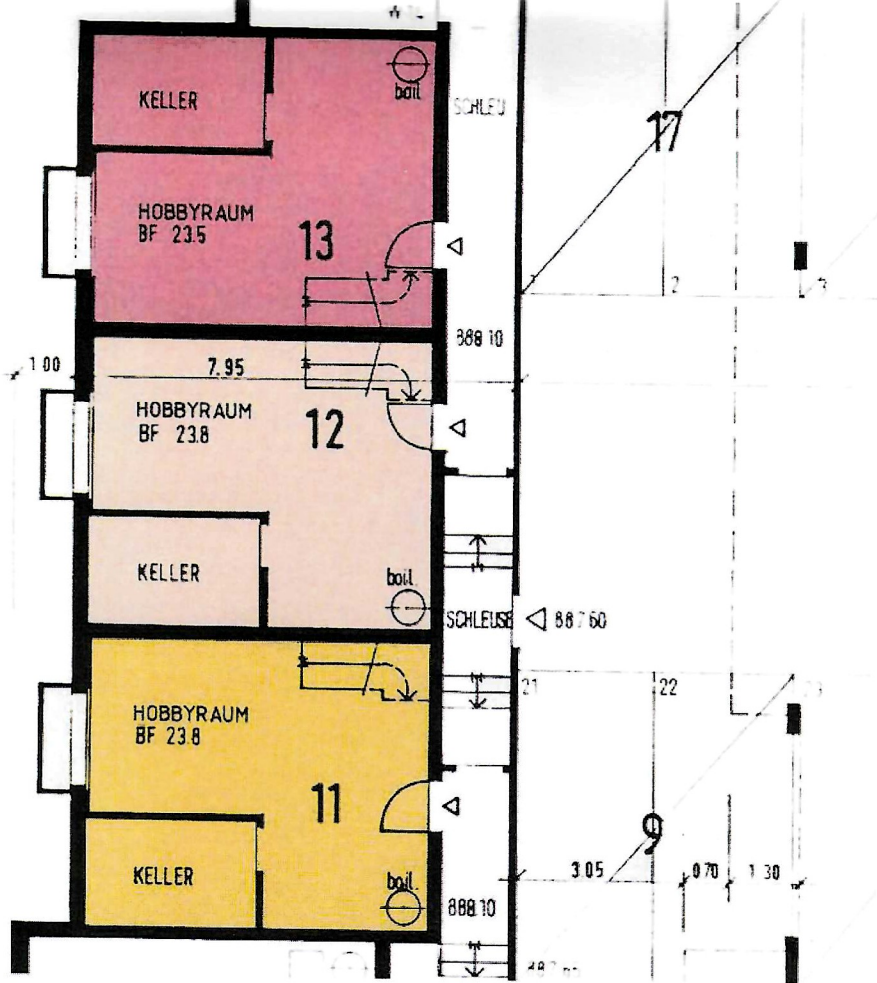 KELLER
boil.
17
HOBBYRAUM
BF 23.5
13
2
3
888.10
1.00
7.95
HOBBYRAUM
BF 23.8
12
KELLER
boil.
SCHLEUSE
887.60
21
22
HOBBYRAUM
BF 23.8
11
9
3.05
0.70
1.30
KELLER
boil.
888.10